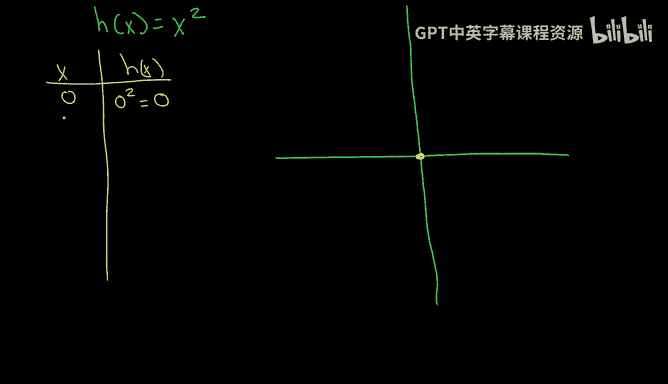 h(x) = x²
GPT中英字幕课程资源 bilibili
x h(x)
0 0² = 0